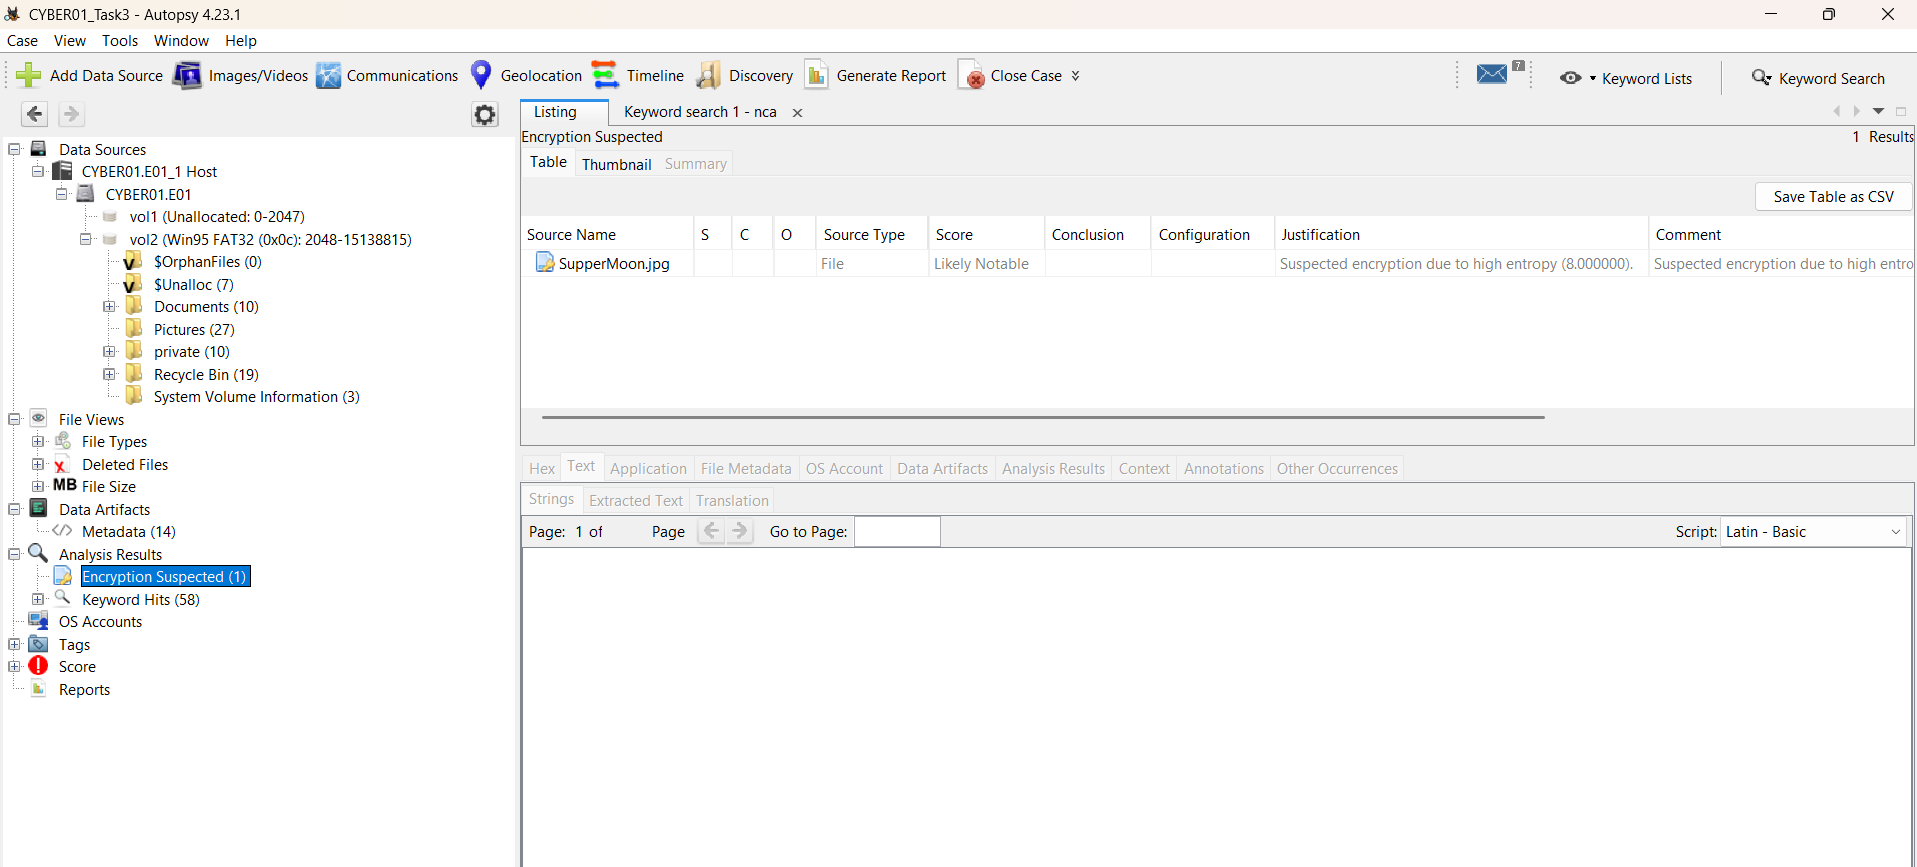 CYBER01_Task3 - Autopsy 4.23.1
Case View Tools Window Help
Add Data Source Images/Videos Communications Geolocation Timeline Discovery Generate Report Close Case 7 Keyword Lists Keyword Search
Listing Keyword search 1 - nca
Encryption Suspected 1 Results
Table Thumbnail Summary
Save Table as CSV
Source Name S C O Source Type Score Conclusion Configuration Justification Comment
SupperMoon.jpg File Likely Notable Suspected encryption due to high entropy (8.000000). Suspected encryption due to high entro
Data Sources
CYBER01.E01_1 Host
CYBER01.E01
vol1 (Unallocated: 0-2047)
vol2 (Win95 FAT32 (0x0c): 2048-15138815)
$OrphanFiles (0)
$Unalloc (7)
Documents (10)
Pictures (27)
private (10)
Recycle Bin (19)
System Volume Information (3)
File Views
File Types
Deleted Files
MB File Size
Data Artifacts
Metadata (14)
Analysis Results
Encryption Suspected (1)
Keyword Hits (58)
OS Accounts
Tags
Score
Reports
Hex Text Application File Metadata OS Account Data Artifacts Analysis Results Context Annotations Other Occurrences
Strings Extracted Text Translation
Page: 1 of Page Go to Page: Script: Latin - Basic